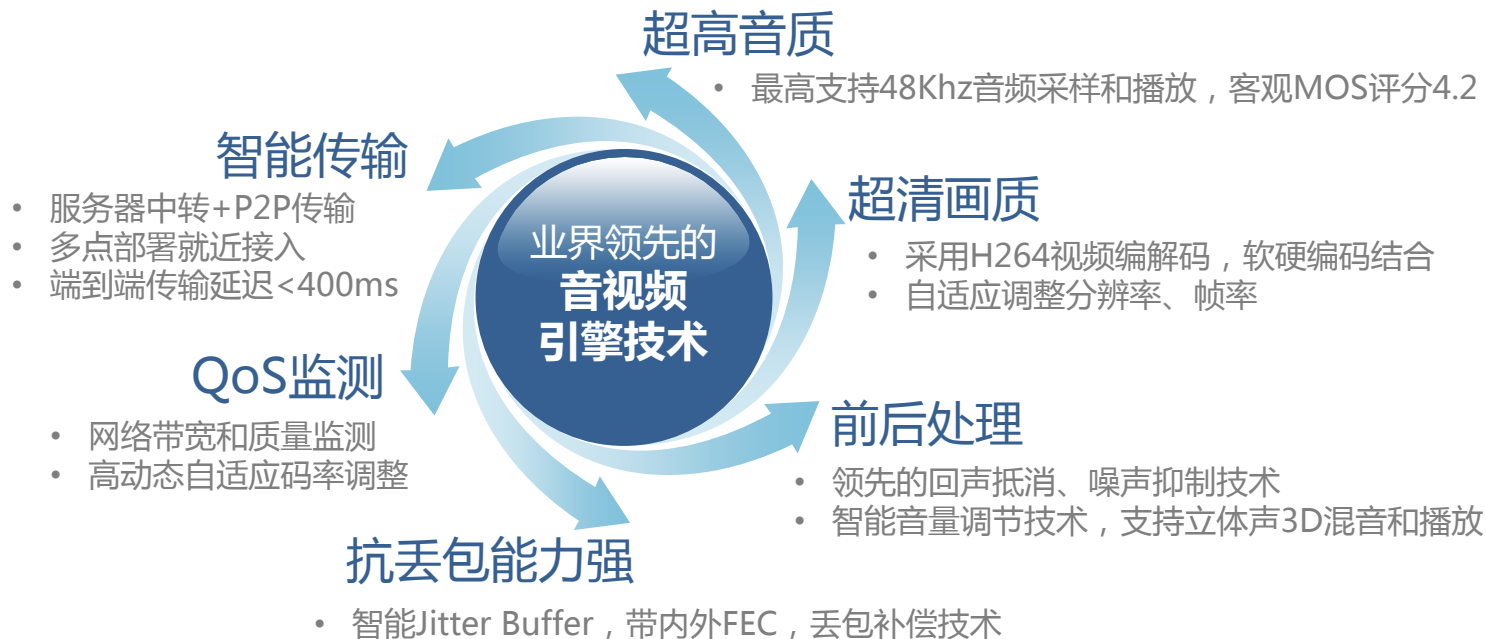 超高音质
• 最高支持48Khz音频采样和播放，客观MOS评分4.2
智能传输
• 服务器中转+P2P传输
• 多点部署就近接入
• 端到端传输延迟<400ms
超清画质
• 采用H264视频编解码，软硬编码结合
• 自适应调整分辨率、帧率
业界领先的
音视频
引擎技术
QoS监测
• 网络带宽和质量监测
• 高动态自适应码率调整
前后处理
• 领先的回声抵消、噪声抑制技术
• 智能音量调节技术，支持立体声3D混音和播放
抗丢包能力强
• 智能Jitter Buffer，带内外FEC，丢包补偿技术